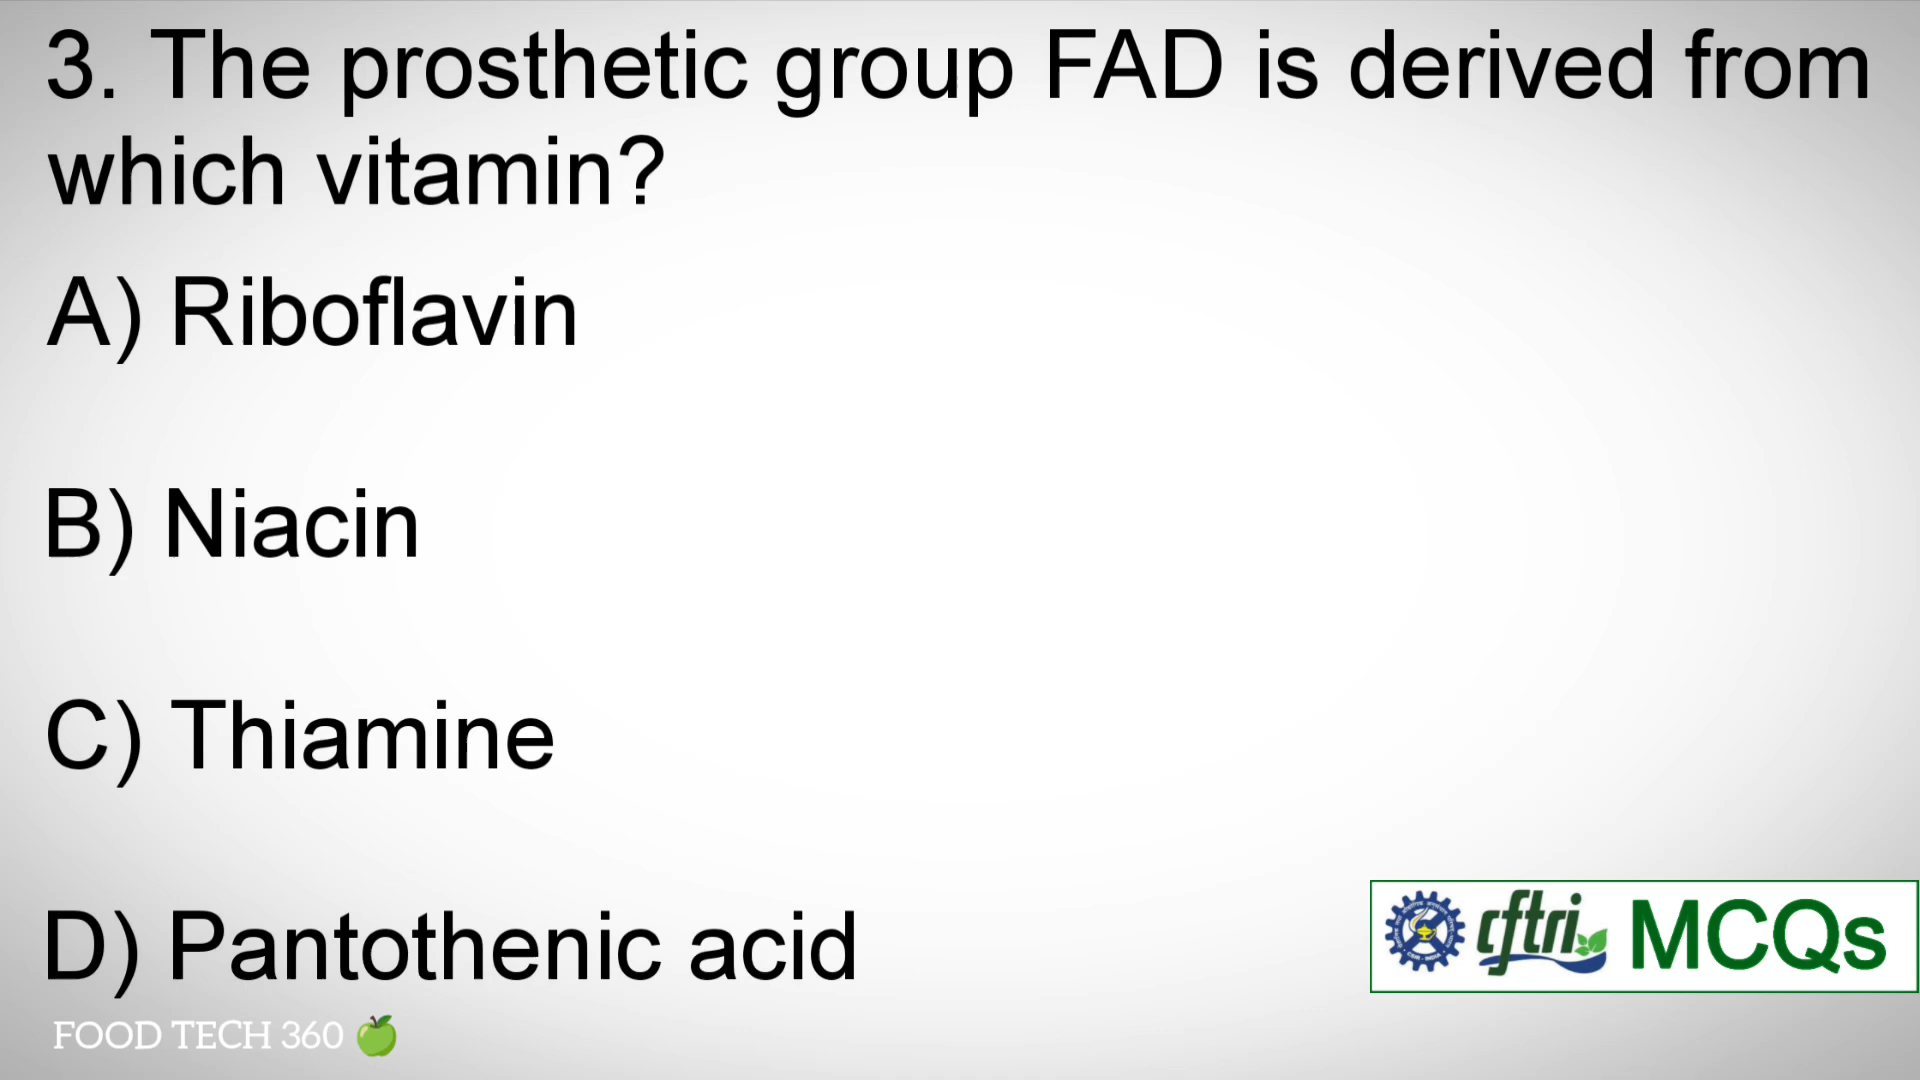 3. The prosthetic group FAD is derived from
which vitamin?
A) Riboflavin
B) Niacin
C) Thiamine
D) Pantothenic acid
cftri MCQs
FOOD TECH 360